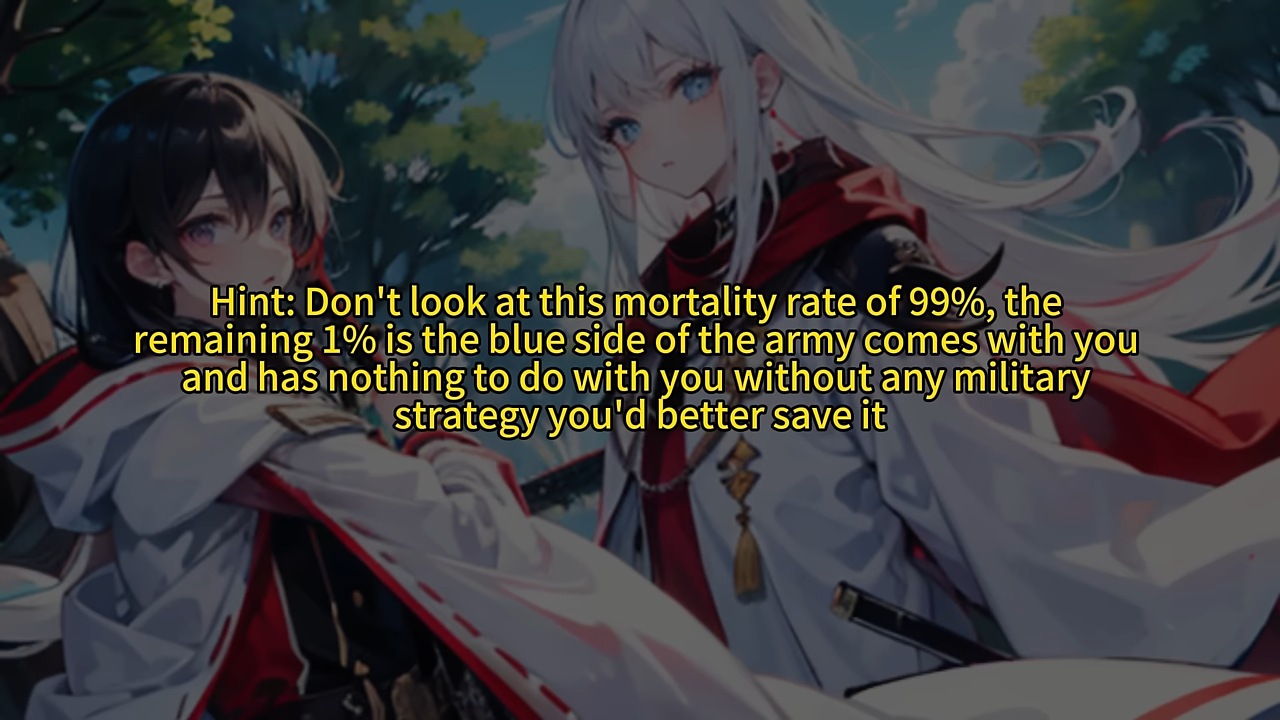 Hint: Don't look at this mortality rate of 99%, the
remaining 1% is the blue side of the army comes with you
and has nothing to do with you without any military
strategy you'd better save it